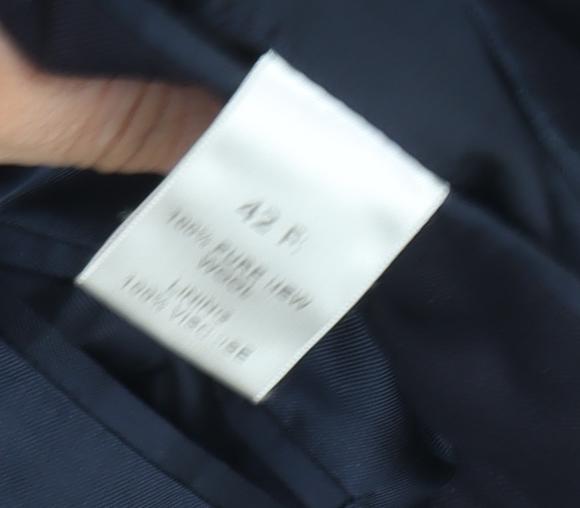 42 R
100% PURE NEW
WOOL
LINING
100% VISCOSE